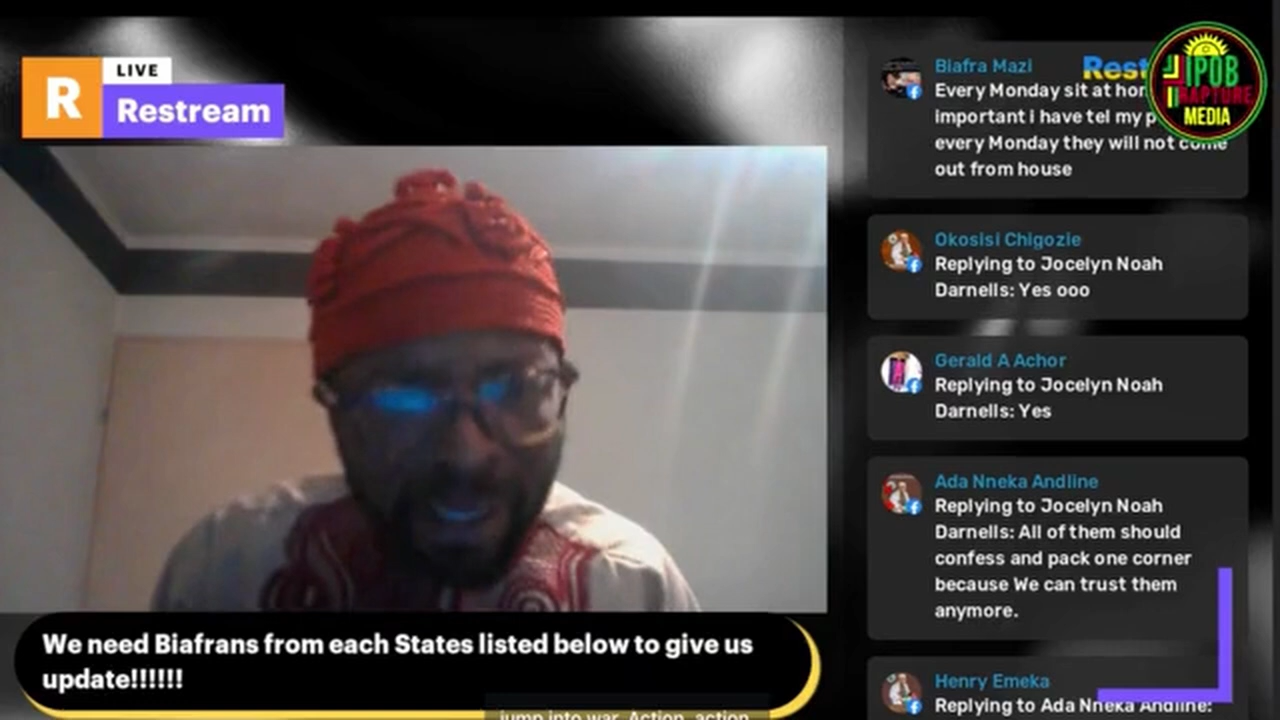 R
LIVE
Restream
We need Biafrans from each States listed below to give us
update!!!!!!
jump into war. Action, action
Biafra Mazi
Every Monday sit at
important i have tel my
every Monday they will not come
out from house
Okosisi Chigozie
Replying to Jocelyn Noah
Darnells: Yes ooo
Gerald A Achor
Replying to Jocelyn Noah
Darnells: Yes
Ada Nneka Andline
Replying to Jocelyn Noah
Darnells: All of them should
confess and pack one corner
because We can trust them
anymore.
Henry Emeka
Replying to Ada Nneka Andline:
IPOB
RAPTURE
MEDIA